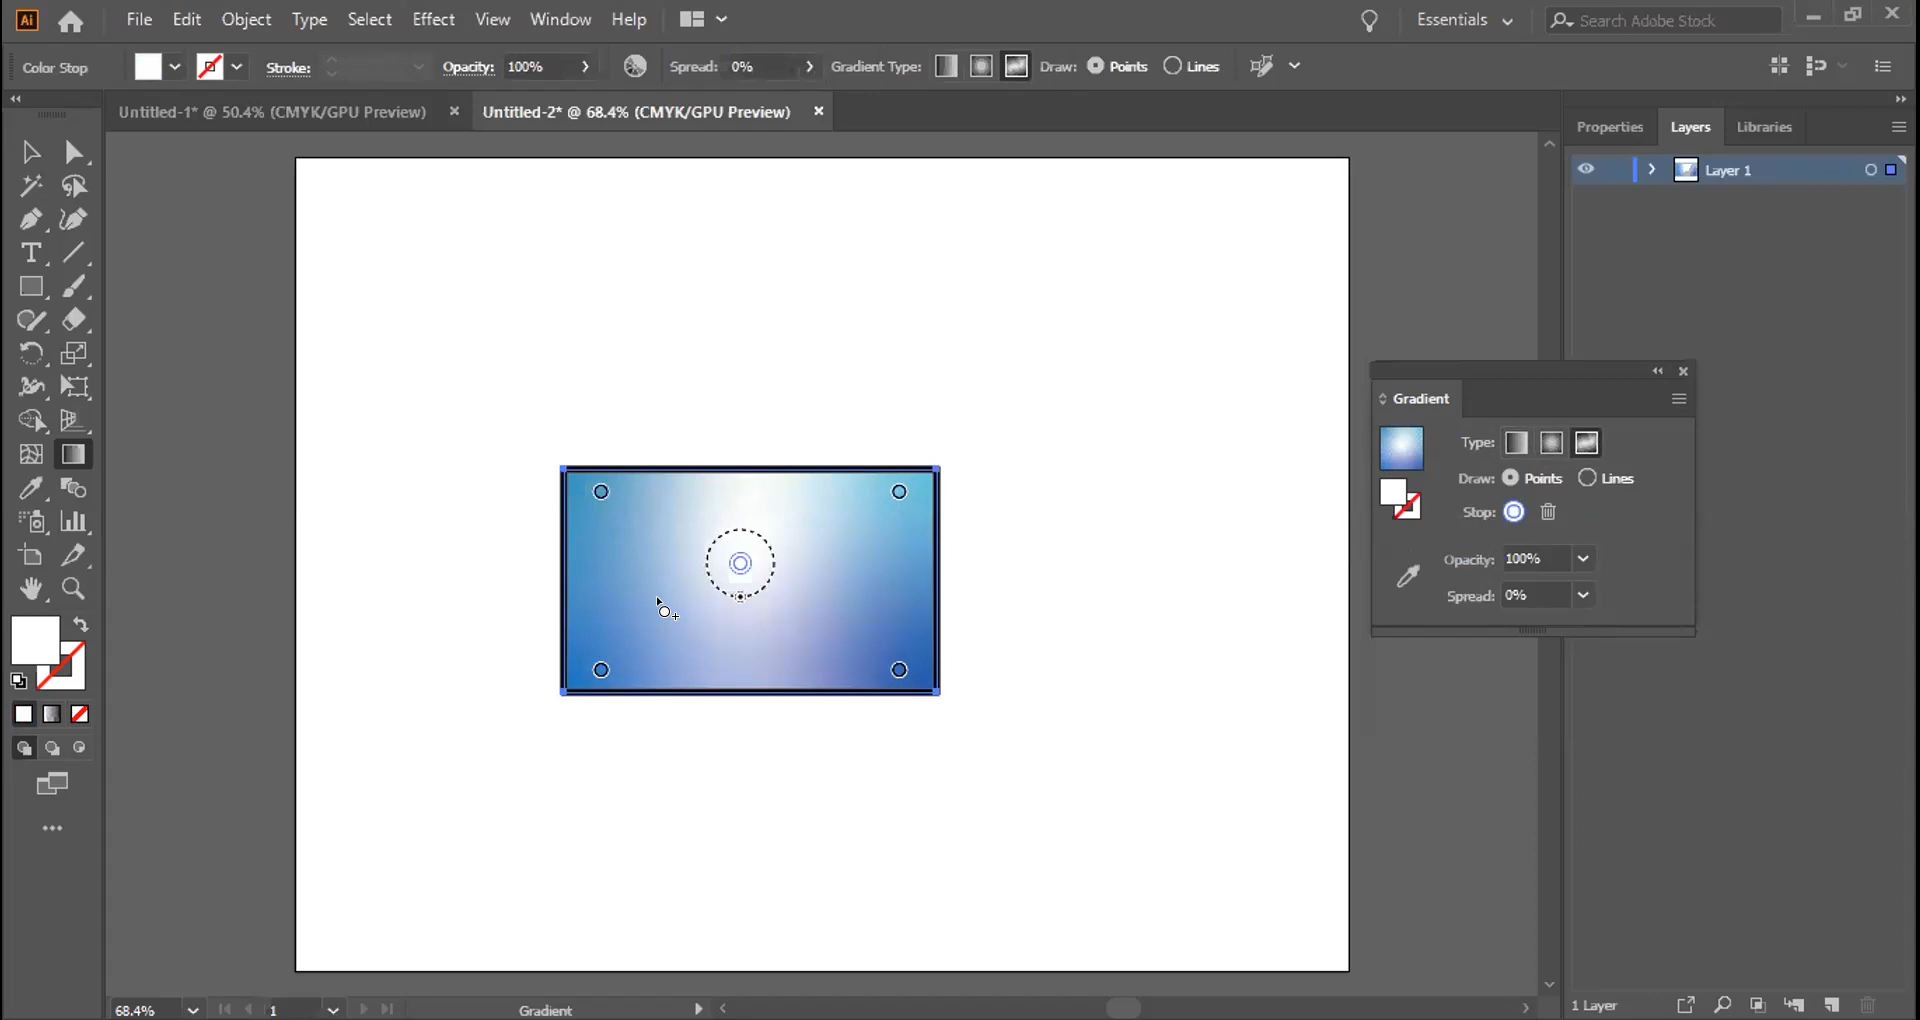 Ai File Edit Object Type Select Effect View Window Help Essentials Search Adobe Stock
Color Stop Stroke: Opacity: 100% Spread: 0% Gradient Type: Draw: Points Lines
Untitled-1* @ 50.4% (CMYK/GPU Preview) Untitled-2* @ 68.4% (CMYK/GPU Preview)
Properties Layers Libraries
Layer 1
Gradient
Type:
Draw: Points Lines
Stop:
Opacity: 100%
Spread: 0%
T
68.4% 1 Gradient 1 Layer